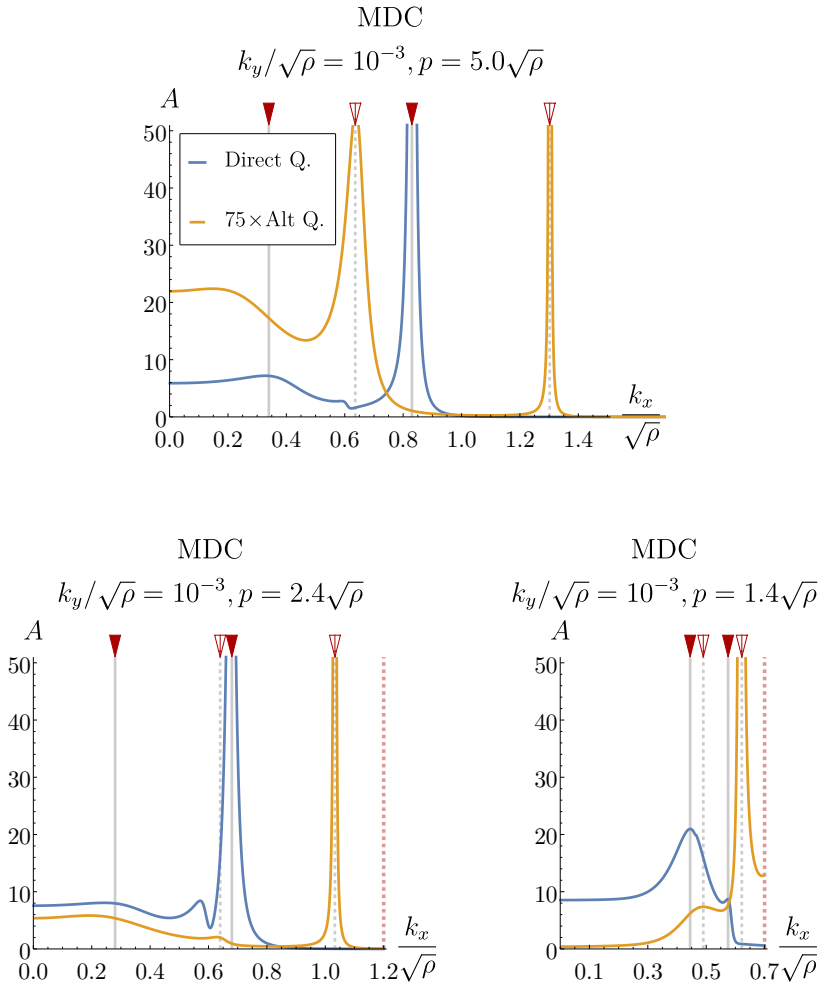 MDC
k_y/√ρ = 10⁻³, p = 5.0√ρ
A
50
40
30
20
10
0
Direct Q.
75×Alt Q.
0.0 0.2 0.4 0.6 0.8 1.0 1.2 1.4
k_x/√ρ
MDC
k_y/√ρ = 10⁻³, p = 2.4√ρ
A
50
40
30
20
10
0
0.0 0.2 0.4 0.6 0.8 1.0 1.2
k_x/√ρ
MDC
k_y/√ρ = 10⁻³, p = 1.4√ρ
A
50
40
30
20
10
0
0.1 0.3 0.5 0.7
k_x/√ρ